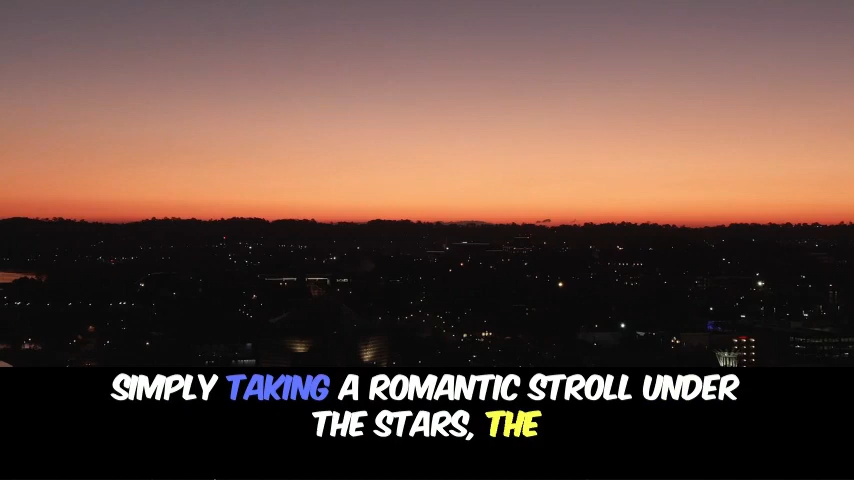 SIMPLY TAKING A ROMANTIC STROLL UNDER
THE STARS, THE